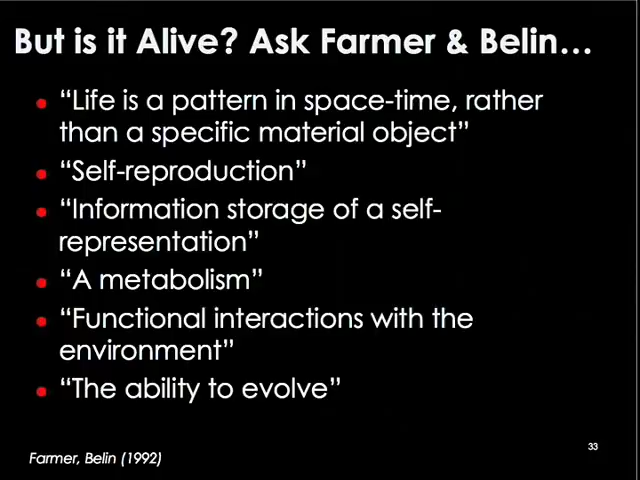 But is it Alive? Ask Farmer & Belin…
“Life is a pattern in space-time, rather
than a specific material object”
“Self-reproduction”
“Information storage of a self-
representation”
“A metabolism”
“Functional interactions with the
environment”
“The ability to evolve”
33
Farmer, Belin (1992)